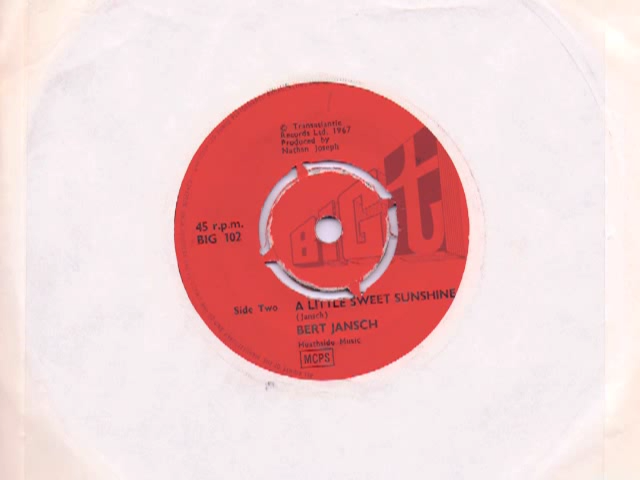 © Transatlantic
Records Ltd. 1967
Produced by
Nathan Joseph
BIG t
45 r.p.m.
BIG 102
Side Two A LITTLE SWEET SUNSHINE
(Jansch)
BERT JANSCH
Heathside Music
MCPS